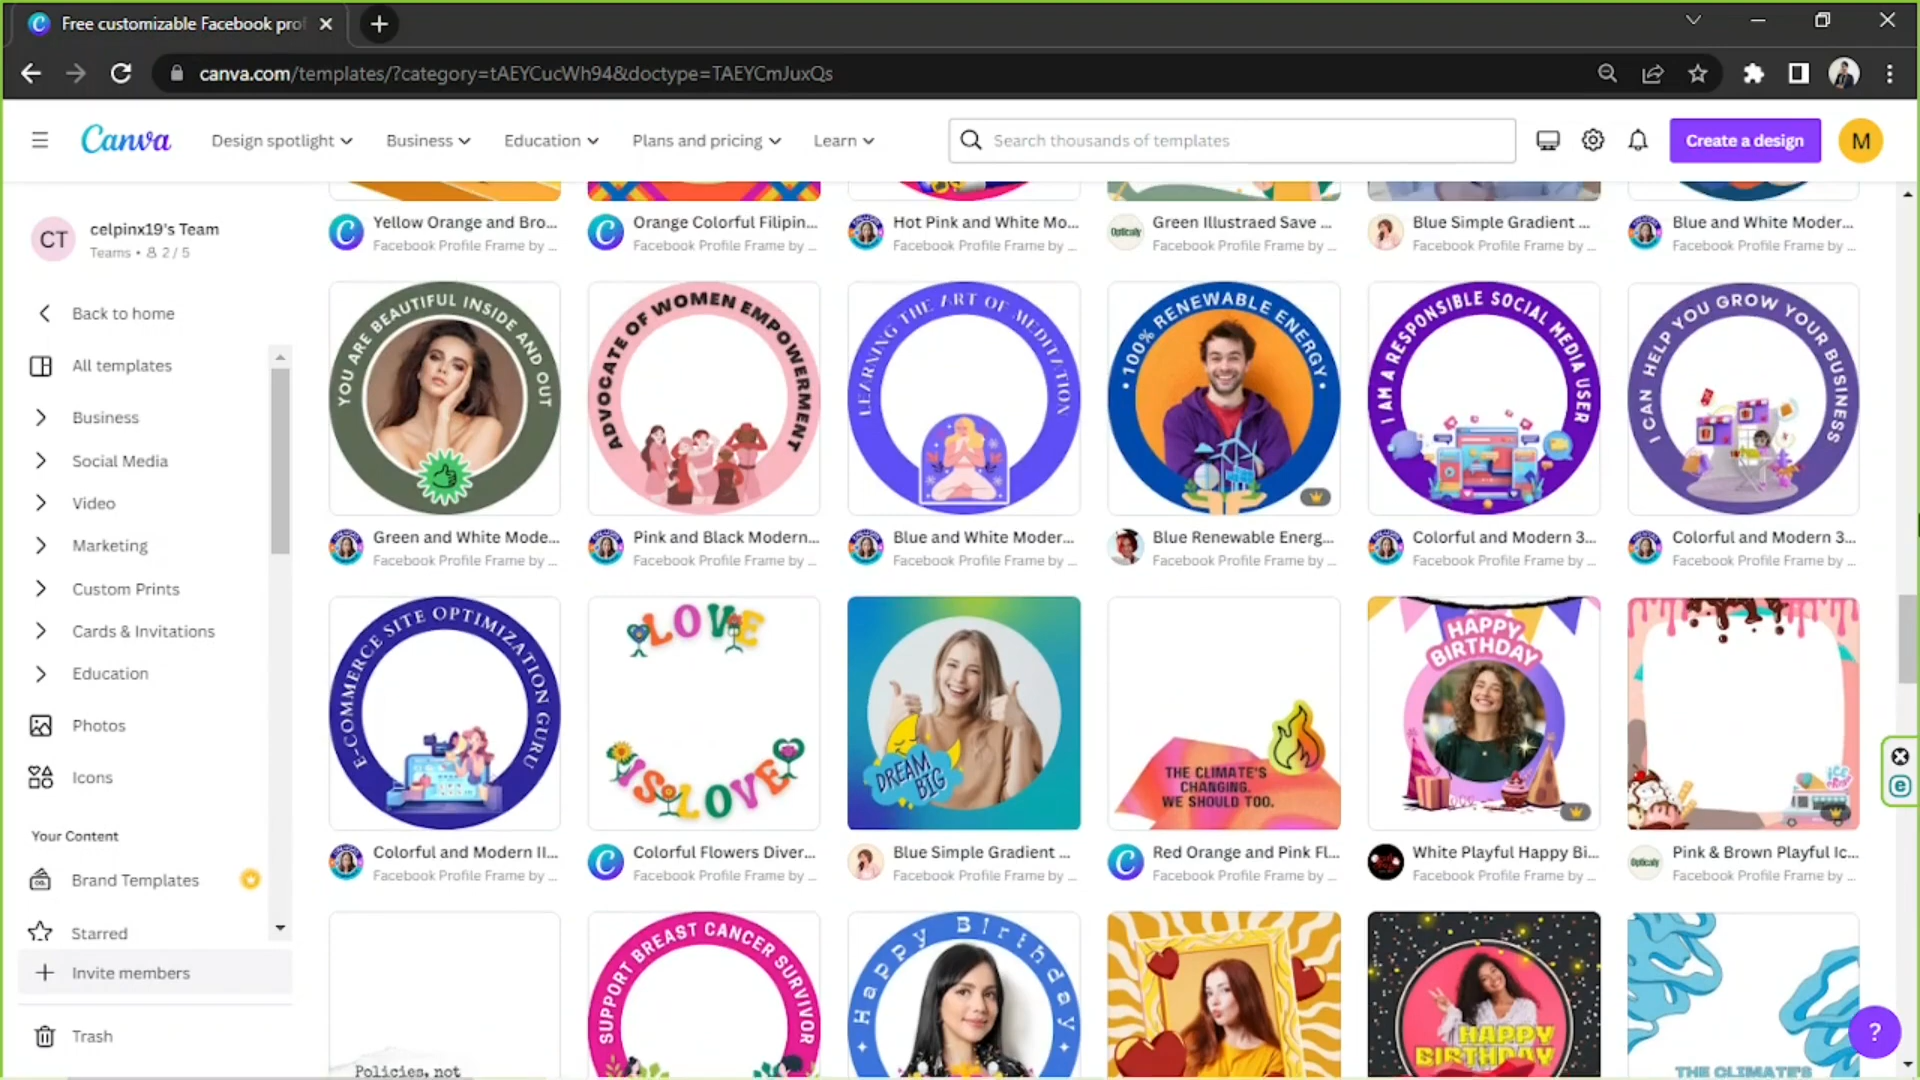 Free customizable Facebook pro
canva.com/templates/?category=tAEYCucWh94&doctype=TAEYCmJuxQs
Canva
Design spotlight
Business
Education
Plans and pricing
Learn
Search thousands of templates
Create a design
M
CT
celpinx19's Team
Teams • 2 / 5
Back to home
All templates
Business
Social Media
Video
Marketing
Custom Prints
Cards & Invitations
Education
Photos
Icons
Your Content
Brand Templates
Starred
Invite members
Trash
Yellow Orange and Bro...
Facebook Profile Frame by ...
Orange Colorful Filipin...
Facebook Profile Frame by ...
Hot Pink and White Mo...
Facebook Profile Frame by ...
Opticaly
Green Illustraed Save ...
Facebook Profile Frame by ...
Blue Simple Gradient ...
Facebook Profile Frame by ...
Blue and White Moder...
Facebook Profile Frame by ...
YOU ARE BEAUTIFUL INSIDE AND OUT
ADVOCATE OF WOMEN EMPOWERMENT
LEARNING THE ART OF MEDITATION
• 100% RENEWABLE ENERGY •
I AM A RESPONSIBLE SOCIAL MEDIA USER
I CAN HELP YOU GROW YOUR BUSINESS
Green and White Mode...
Facebook Profile Frame by ...
Pink and Black Modern...
Facebook Profile Frame by ...
Blue and White Moder...
Facebook Profile Frame by ...
Blue Renewable Energ...
Facebook Profile Frame by ...
Colorful and Modern 3...
Facebook Profile Frame by ...
Colorful and Modern 3...
Facebook Profile Frame by ...
E-COMMERCE SITE OPTIMIZATION GURU
LOVE
IS LOVE
DREAM
BIG
THE CLIMATE'S
CHANGING.
WE SHOULD TOO.
HAPPY
BIRTHDAY
ICE
Colorful and Modern Il...
Facebook Profile Frame by ...
Colorful Flowers Diver...
Facebook Profile Frame by ...
Blue Simple Gradient ...
Facebook Profile Frame by ...
Red Orange and Pink Fl...
Facebook Profile Frame by ...
White Playful Happy Bi...
Facebook Profile Frame by ...
Opticaly
Pink & Brown Playful Ic...
Facebook Profile Frame by ...
Policies, not
SUPPORT BREAST CANCER SURVIVOR
Happy Birthday
HAPPY
BIRTHDAY
THE CLIMATE'S
?